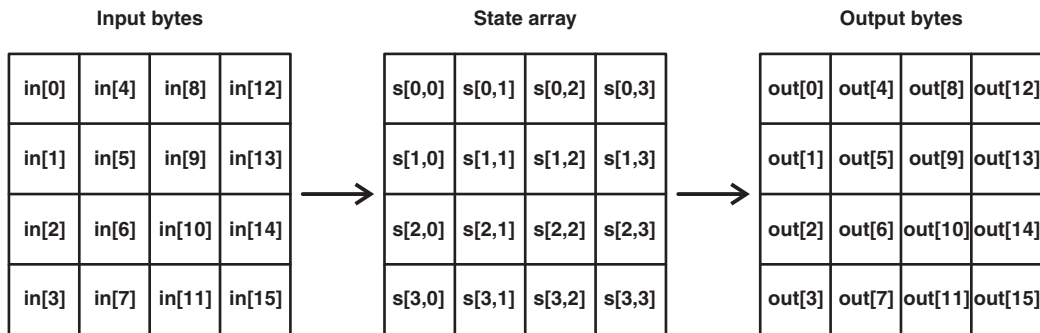 Input bytes State array Output bytes
in[0] in[4] in[8] in[12] s[0,0] s[0,1] s[0,2] s[0,3] out[0] out[4] out[8] out[12]
in[1] in[5] in[9] in[13] s[1,0] s[1,1] s[1,2] s[1,3] out[1] out[5] out[9] out[13]
in[2] in[6] in[10] in[14] s[2,0] s[2,1] s[2,2] s[2,3] out[2] out[6] out[10] out[14]
in[3] in[7] in[11] in[15] s[3,0] s[3,1] s[3,2] s[3,3] out[3] out[7] out[11] out[15]